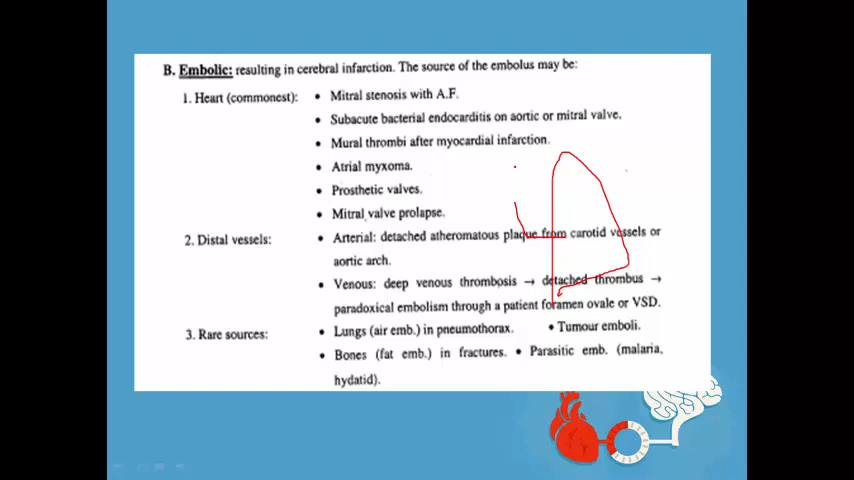 B. Embolic: resulting in cerebral infarction. The source of the embolus may be:
1. Heart (commonest): • Mitral stenosis with A.F.
• Subacute bacterial endocarditis on aortic or mitral valve.
• Mural thrombi after myocardial infarction.
• Atrial myxoma.
• Prosthetic valves.
• Mitral valve prolapse.
2. Distal vessels: • Arterial: detached atheromatous plaque from carotid vessels or
aortic arch.
• Venous: deep venous thrombosis → detached thrombus →
paradoxical embolism through a patient foramen ovale or VSD.
3. Rare sources: • Lungs (air emb.) in pneumothorax. • Tumour emboli.
• Bones (fat emb.) in fractures. • Parasitic emb. (malaria,
hydatid).